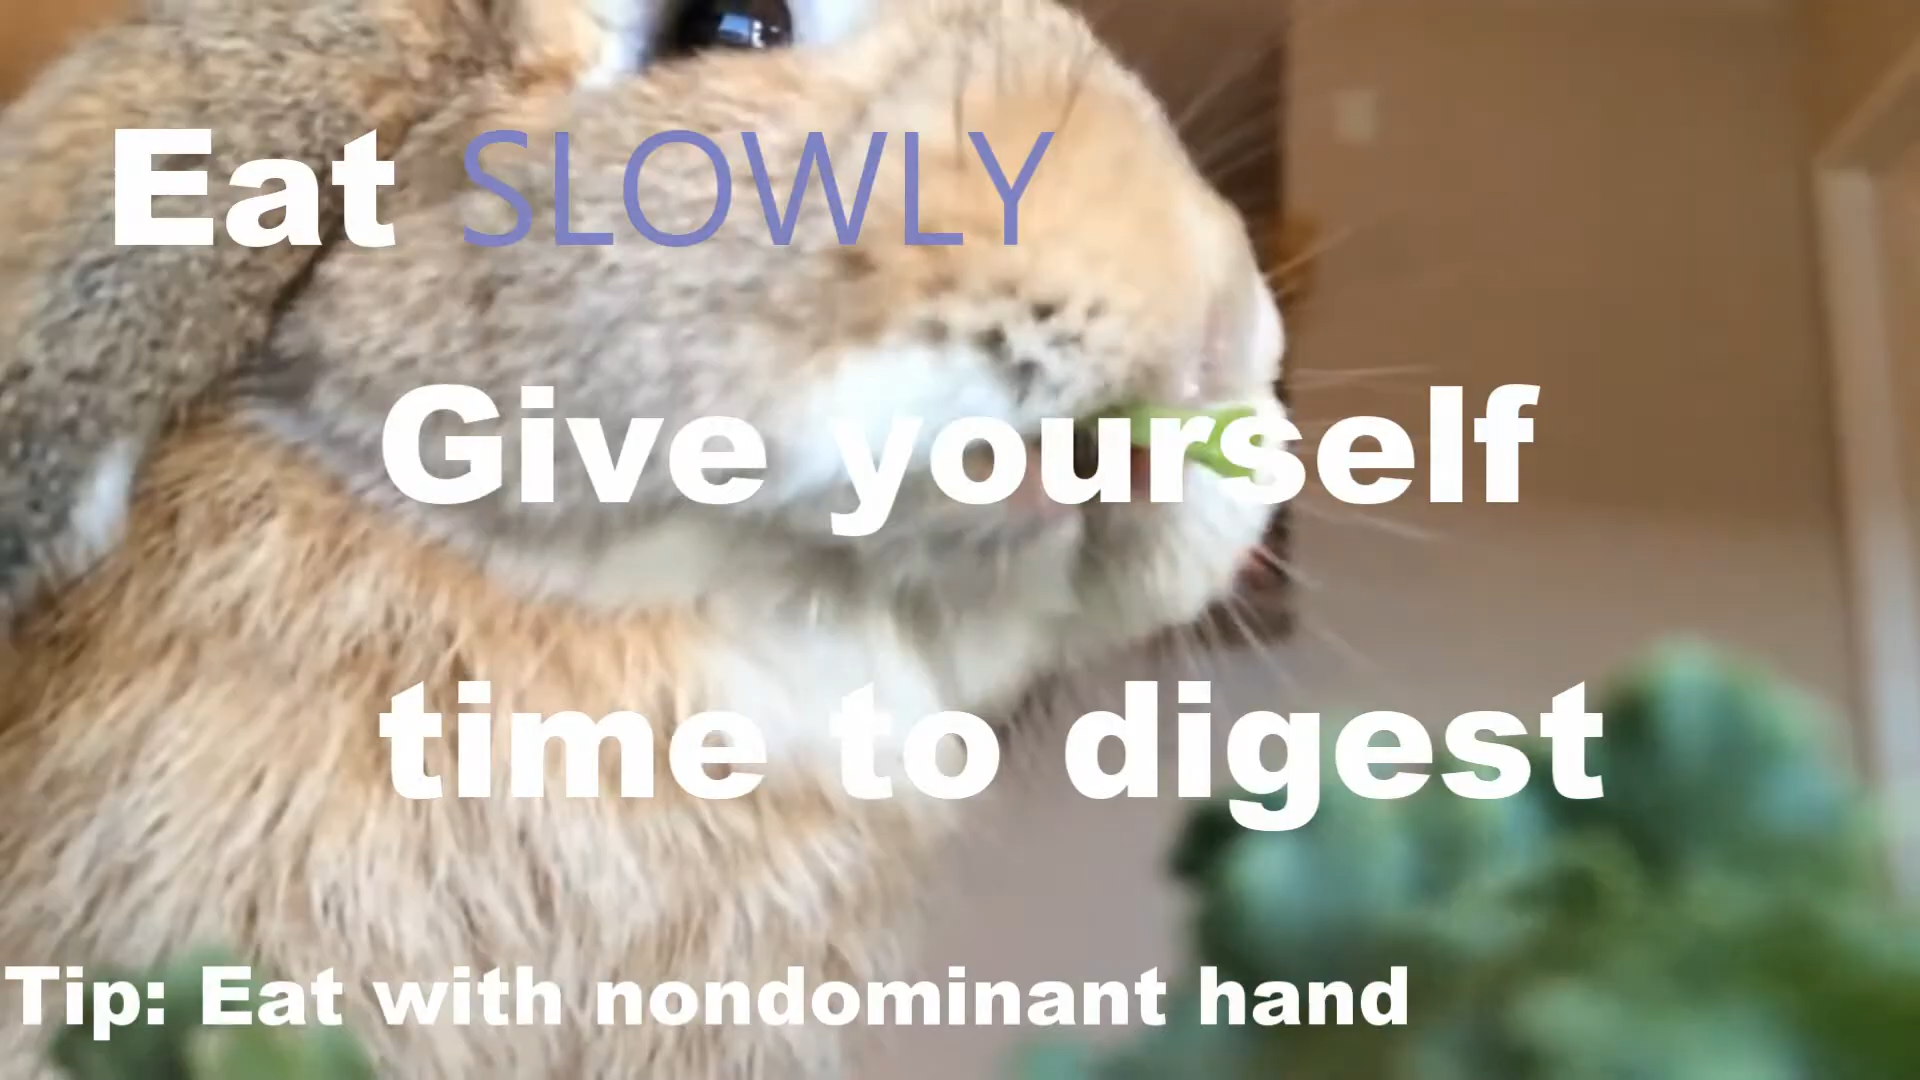 Eat SLOWLY
Give yourself
time to digest
Tip: Eat with nondominant hand